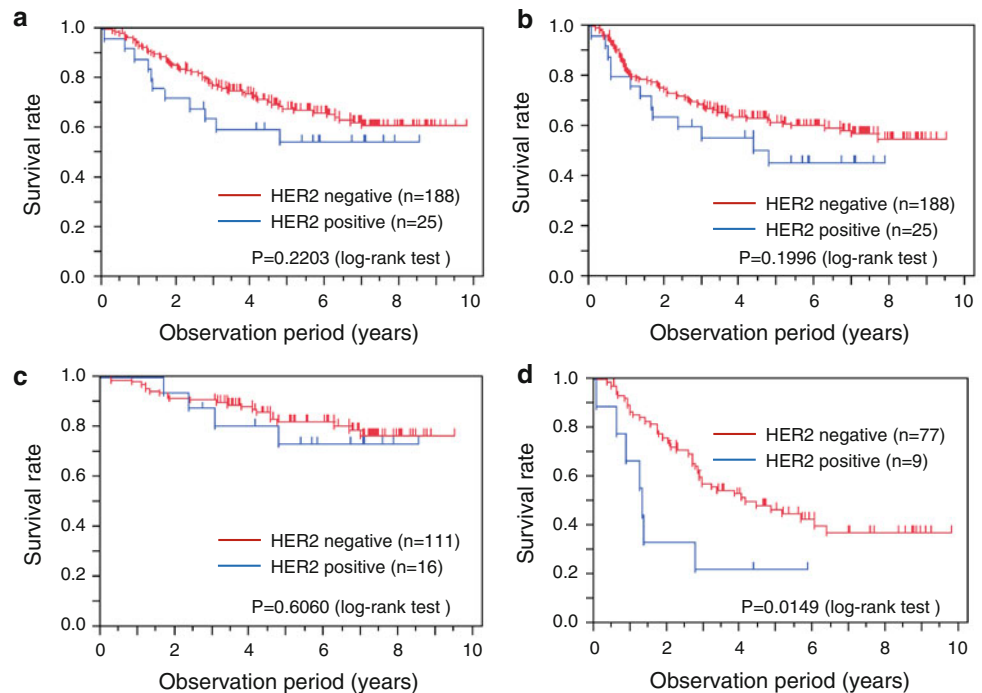 a
Survival rate
1.0
0.8
0.6
0.4
0.2
0.0
HER2 negative (n=188)
HER2 positive (n=25)
P=0.2203 (log-rank test )
0 2 4 6 8 10
Observation period (years)
b
Survival rate
1.0
0.8
0.6
0.4
0.2
0.0
HER2 negative (n=188)
HER2 positive (n=25)
P=0.1996 (log-rank test )
0 2 4 6 8 10
Observation period (years)
c
Survival rate
1.0
0.8
0.6
0.4
0.2
0.0
HER2 negative (n=111)
HER2 positive (n=16)
P=0.6060 (log-rank test )
0 2 4 6 8 10
Observation period (years)
d
Survival rate
1.0
0.8
0.6
0.4
0.2
0.0
HER2 negative (n=77)
HER2 positive (n=9)
P=0.0149 (log-rank test )
0 2 4 6 8 10
Observation period (years)